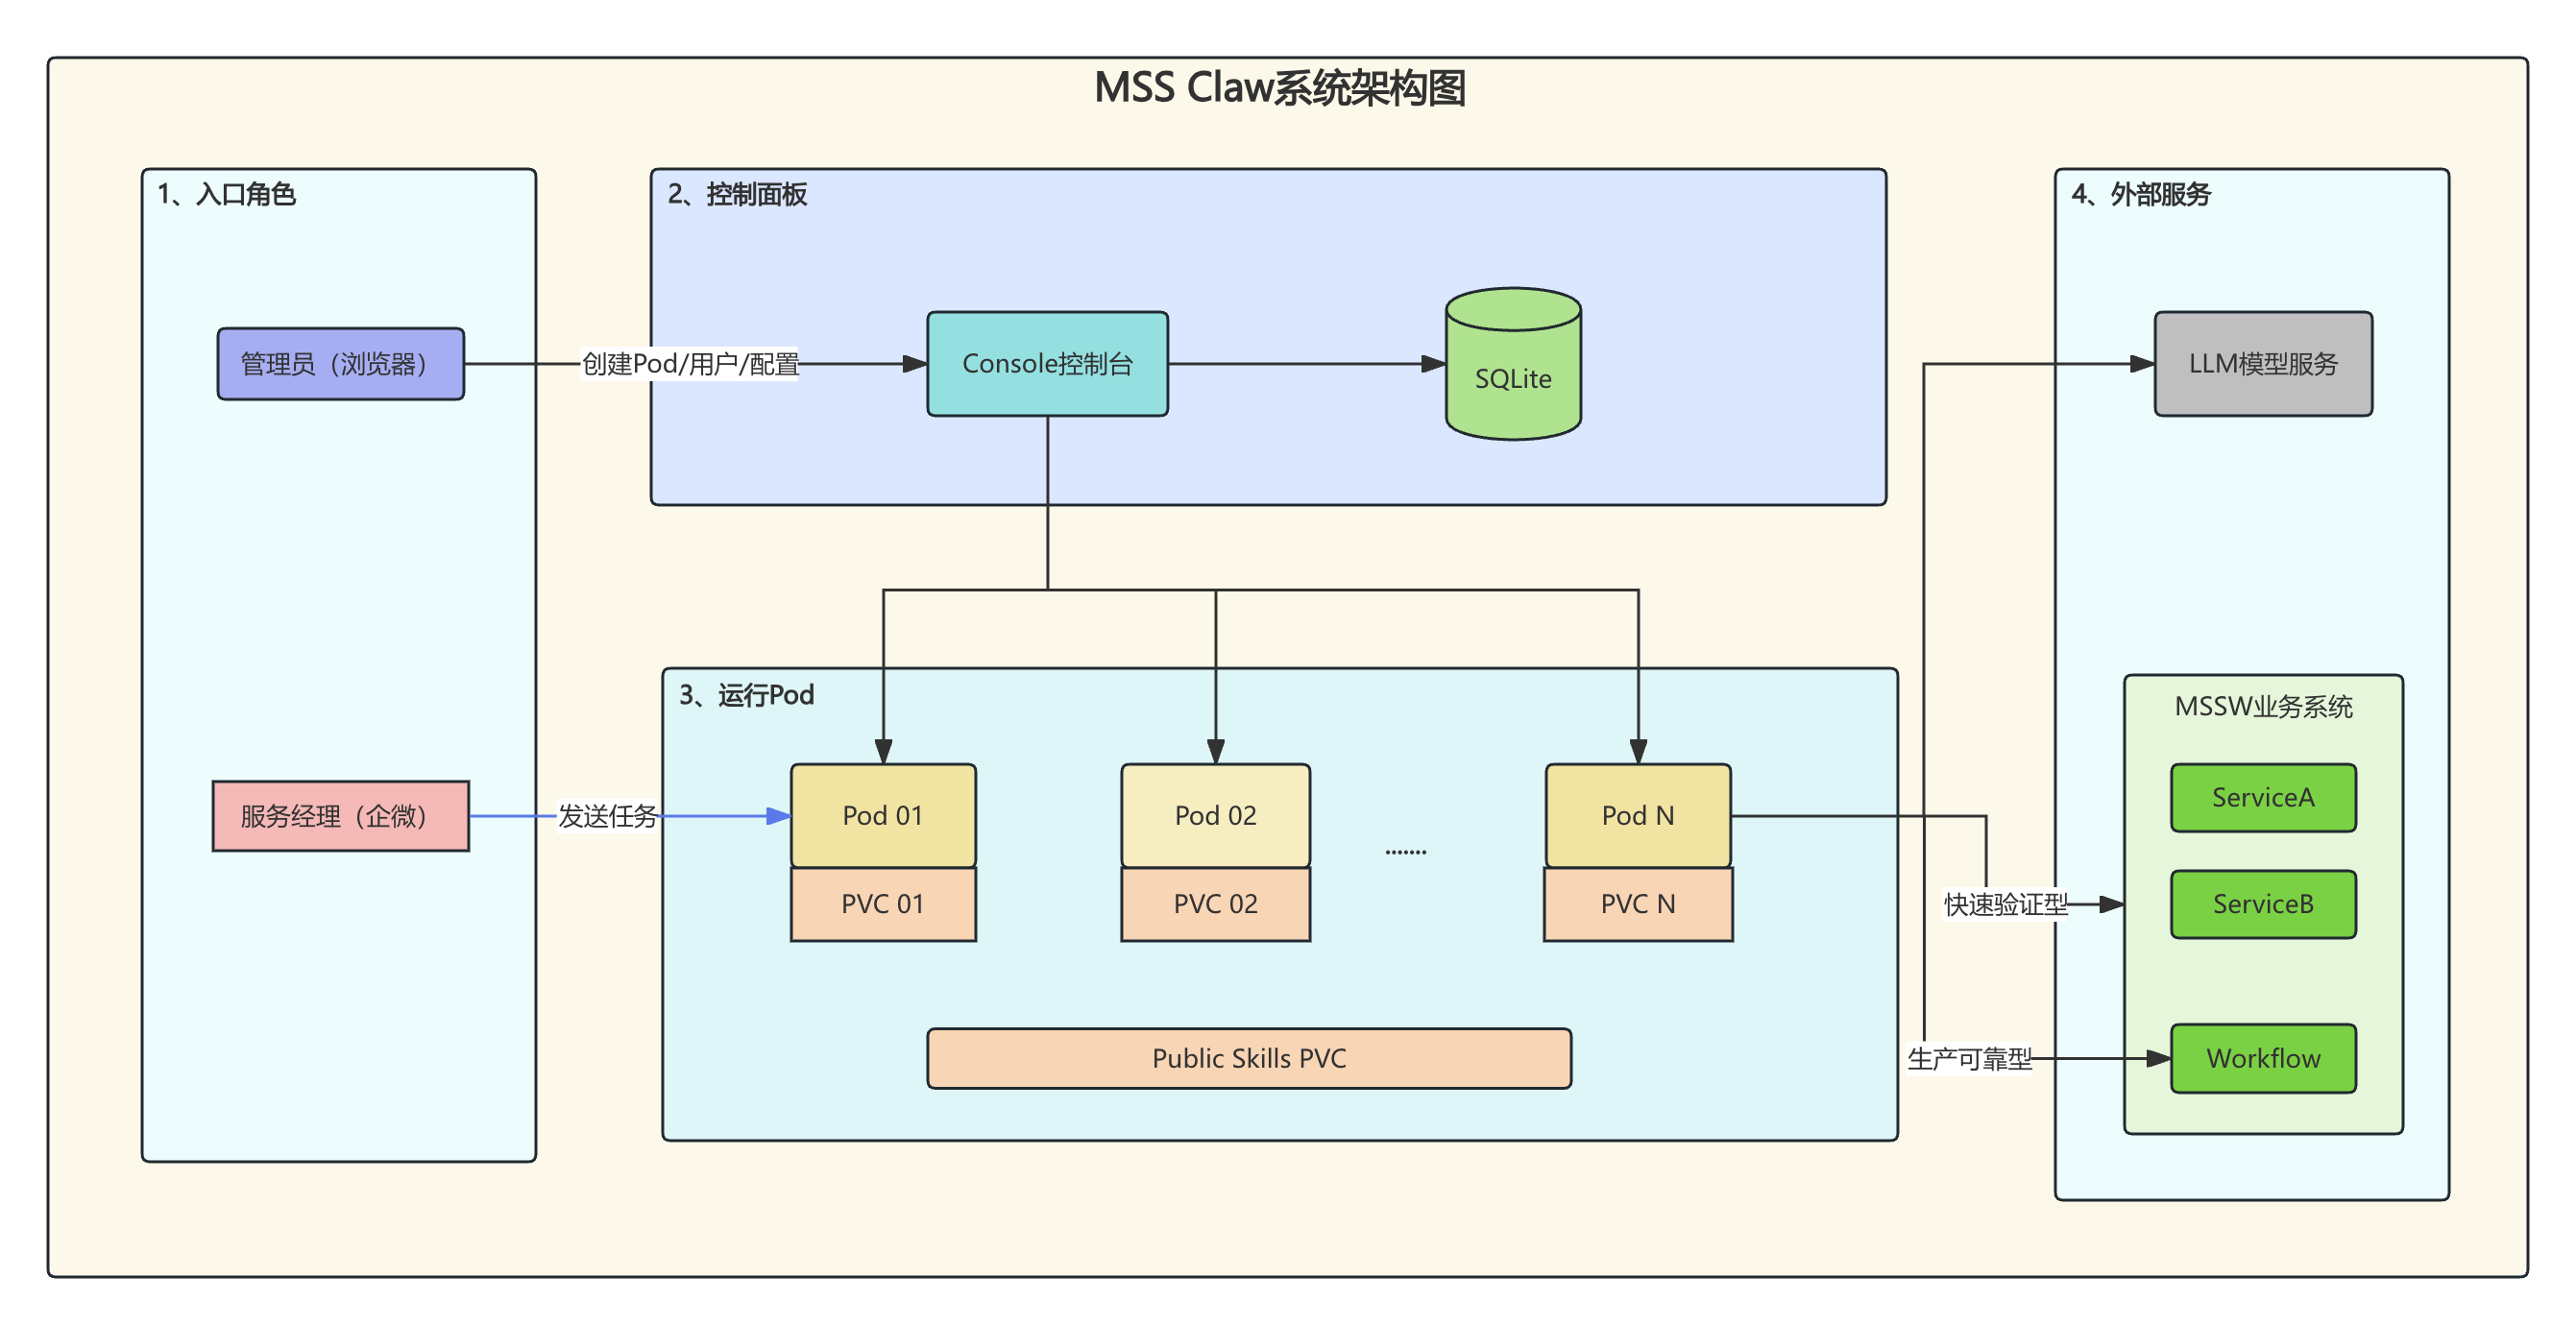 MSS Claw系统架构图
1、入口角色
管理员（浏览器）
服务经理（企微）
创建Pod/用户/配置
发送任务
2、控制面板
Console控制台
SQLite
3、运行Pod
Pod 01
PVC 01
Pod 02
PVC 02
.......
Pod N
PVC N
Public Skills PVC
快速验证型
生产可靠型
4、外部服务
LLM模型服务
MSSW业务系统
ServiceA
ServiceB
Workflow